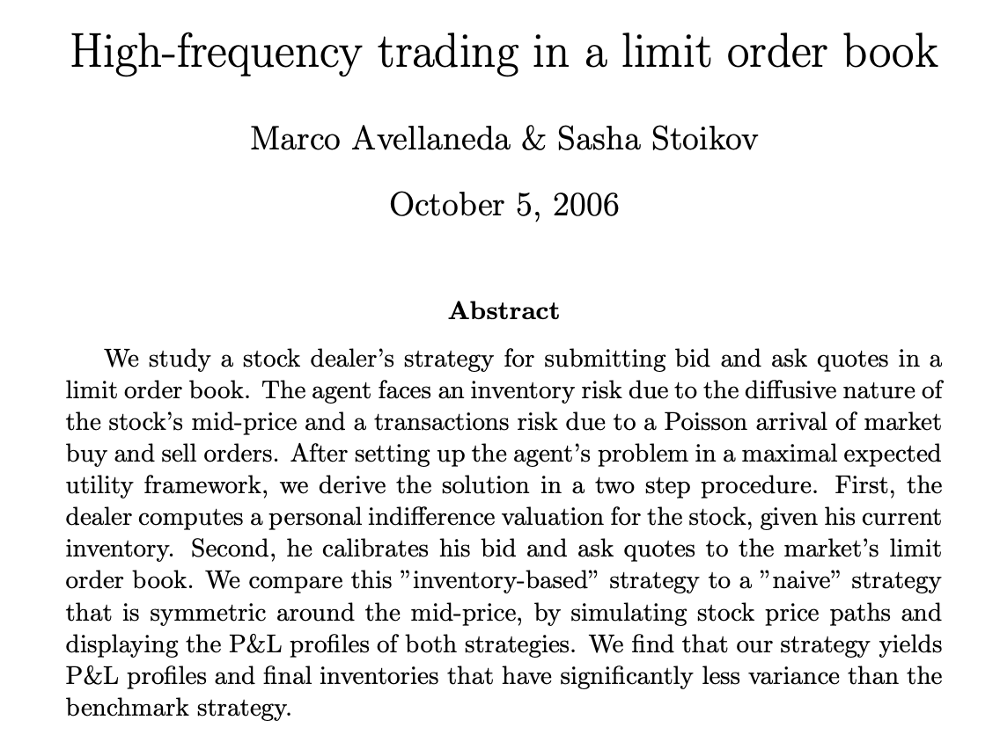 High-frequency trading in a limit order book
Marco Avellaneda & Sasha Stoikov
October 5, 2006
Abstract
We study a stock dealer's strategy for submitting bid and ask quotes in a
limit order book. The agent faces an inventory risk due to the diffusive nature of
the stock's mid-price and a transactions risk due to a Poisson arrival of market
buy and sell orders. After setting up the agent's problem in a maximal expected
utility framework, we derive the solution in a two step procedure. First, the
dealer computes a personal indifference valuation for the stock, given his current
inventory. Second, he calibrates his bid and ask quotes to the market's limit
order book. We compare this "inventory-based" strategy to a "naive" strategy
that is symmetric around the mid-price, by simulating stock price paths and
displaying the P&L profiles of both strategies. We find that our strategy yields
P&L profiles and final inventories that have significantly less variance than the
benchmark strategy.